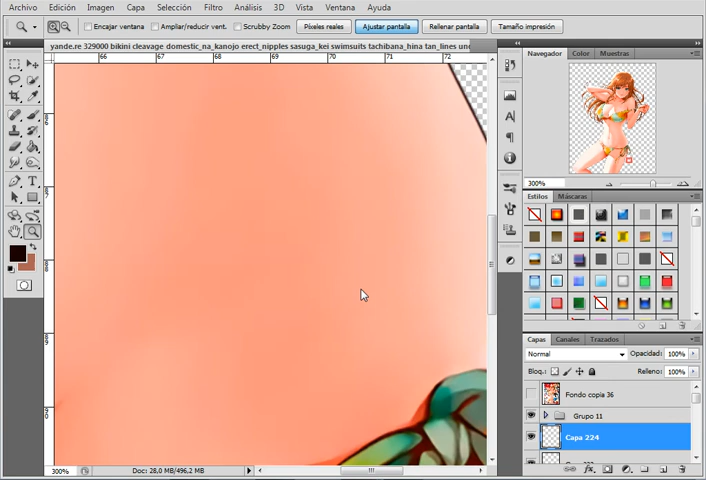 Archivo Edición Imagen Capa Selección Filtro Análisis 3D Vista Ventana Ayuda
Encajar ventana Ampliar/reducir vent. Scrubby Zoom Píxeles reales Ajustar pantalla Rellenar pantalla Tamaño impresión
yande.re 329000 bikini cleavage domestic_na_kanojo erect_nipples sasuga_kei swimsuits tachibana_hina tan_lines
66 67 68 69 70 71 72
Navegador Color Muestras
300%
Estilos Máscaras
Capas Canales Trazados
Normal Opacidad: 100%
Bloq.: Relleno: 100%
Fondo copia 36
Grupo 11
Capa 224
300% Doc: 28,0 MB/496,2 MB